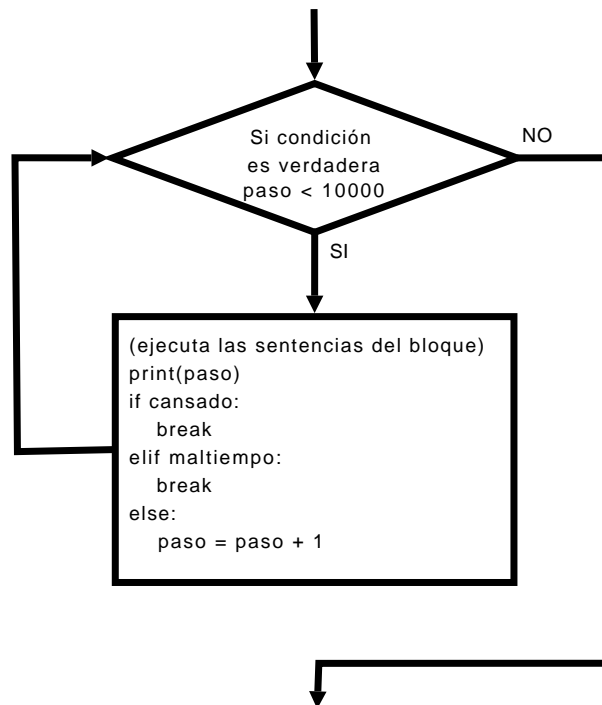 Si condición
es verdadera
paso < 10000
NO
SI
(ejecuta las sentencias del bloque)
print(paso)
if cansado:
break
elif maltiempo:
break
else:
paso = paso + 1